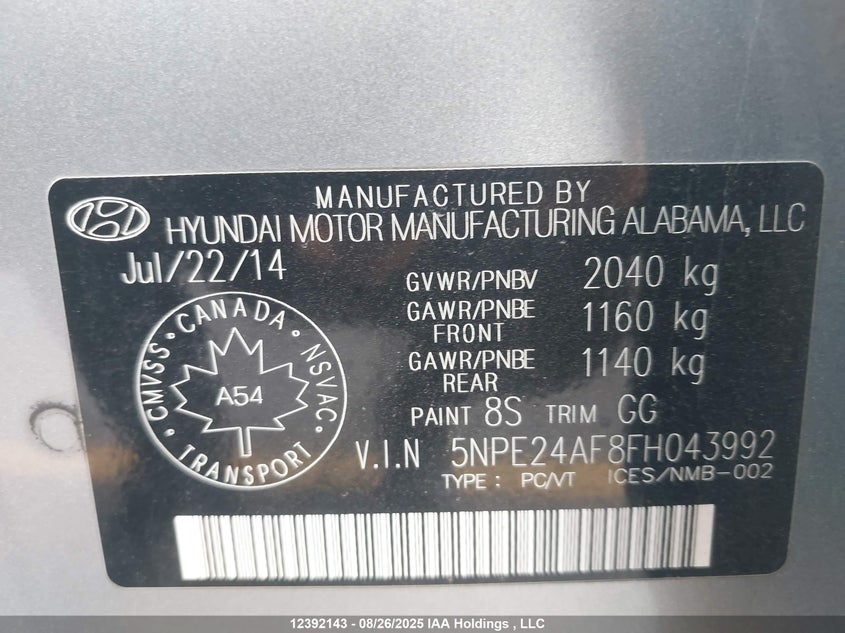 MANUFACTURED BY
HYUNDAI MOTOR MANUFACTURING ALABAMA, LLC
Jul/22/14
GVWR/PNBV 2040 kg
GAWR/PNBE FRONT 1160 kg
GAWR/PNBE REAR 1140 kg
PAINT 8S TRIM GG
V.I.N 5NPE24AF8FH043992
TYPE : PC/VT ICES/NMB-002
CANADA · NSVAC · TRANSPORT · CMVSS ·
A54
12392143 - 08/26/2025 IAA Holdings , LLC